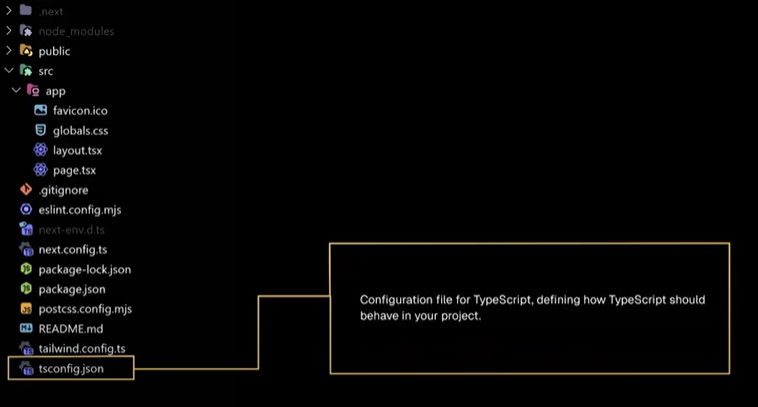 .next
node_modules
public
src
app
favicon.ico
globals.css
layout.tsx
page.tsx
.gitignore
eslint.config.mjs
next-env.d.ts
next.config.ts
package-lock.json
package.json
postcss.config.mjs
README.md
tailwind.config.ts
tsconfig.json
Configuration file for TypeScript, defining how TypeScript should
behave in your project.